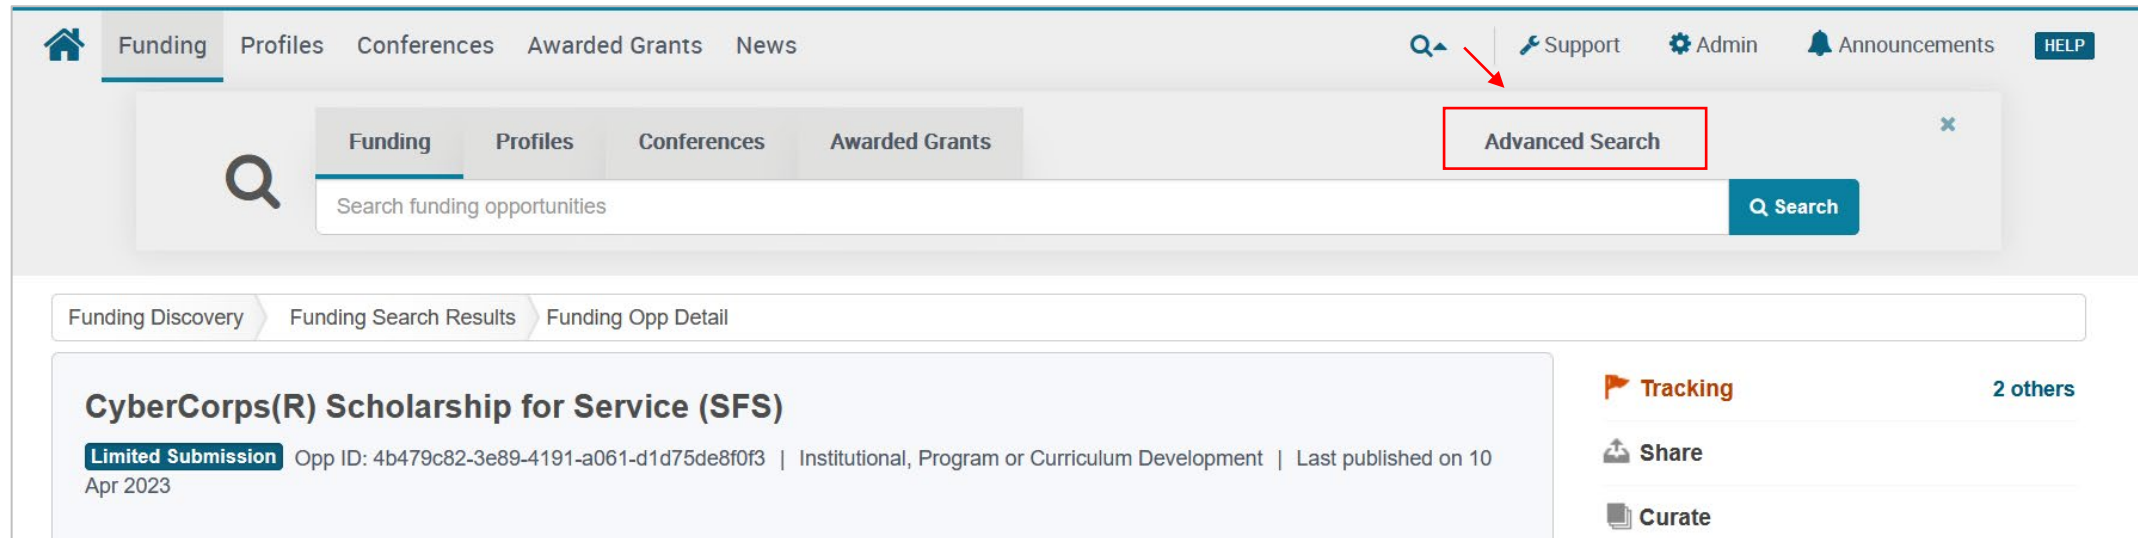 Funding Profiles Conferences Awarded Grants News Support Admin Announcements HELP
Funding Profiles Conferences Awarded Grants Advanced Search
Search funding opportunities Search
Funding Discovery Funding Search Results Funding Opp Detail
CyberCorps(R) Scholarship for Service (SFS)
Limited Submission Opp ID: 4b479c82-3e89-4191-a061-d1d75de8f0f3 | Institutional, Program or Curriculum Development | Last published on 10
Apr 2023
Tracking 2 others
Share
Curate